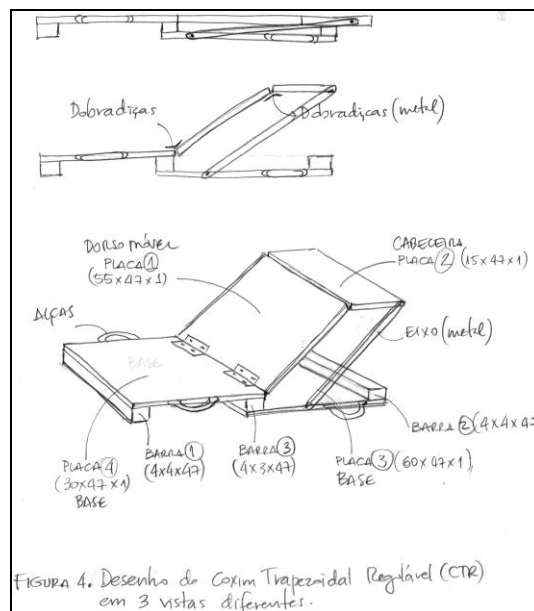 Dobradiças
Dobradiças (metal)
DORSO MÓVEL
PLACA 1
(55x47x1)
CABECEIRA
PLACA 2 (15x47x1)
ALÇAS
EIXO (metal)
BASE
BARRA 2 (4x4x47
PLACA 4
(30x47x1)
BASE
BARRA 1
(4x4x47)
BARRA 3
(4x3x47)
PLACA 3 (60x47x1)
BASE
FIGURA 4. Desenho do Coxim Trapezoidal Regulável (CTR)
em 3 vistas diferentes.